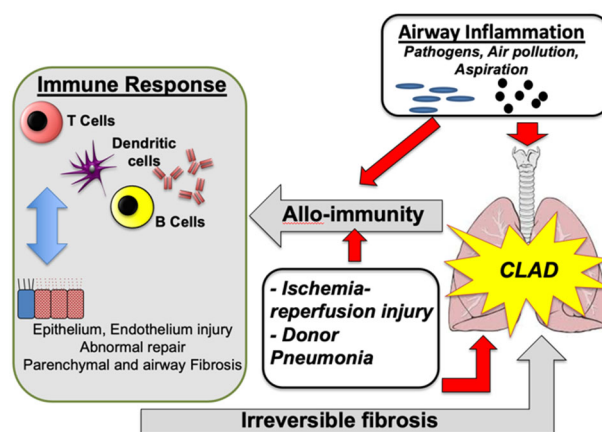 Airway Inflammation
Pathogens, Air pollution,
Aspiration
Immune Response
T Cells
Dendritic
cells
B Cells
Allo-immunity
CLAD
- Ischemia-
reperfusion injury
- Donor
Pneumonia
Epithelium, Endothelium injury
Abnormal repair
Parenchymal and airway Fibrosis
Irreversible fibrosis